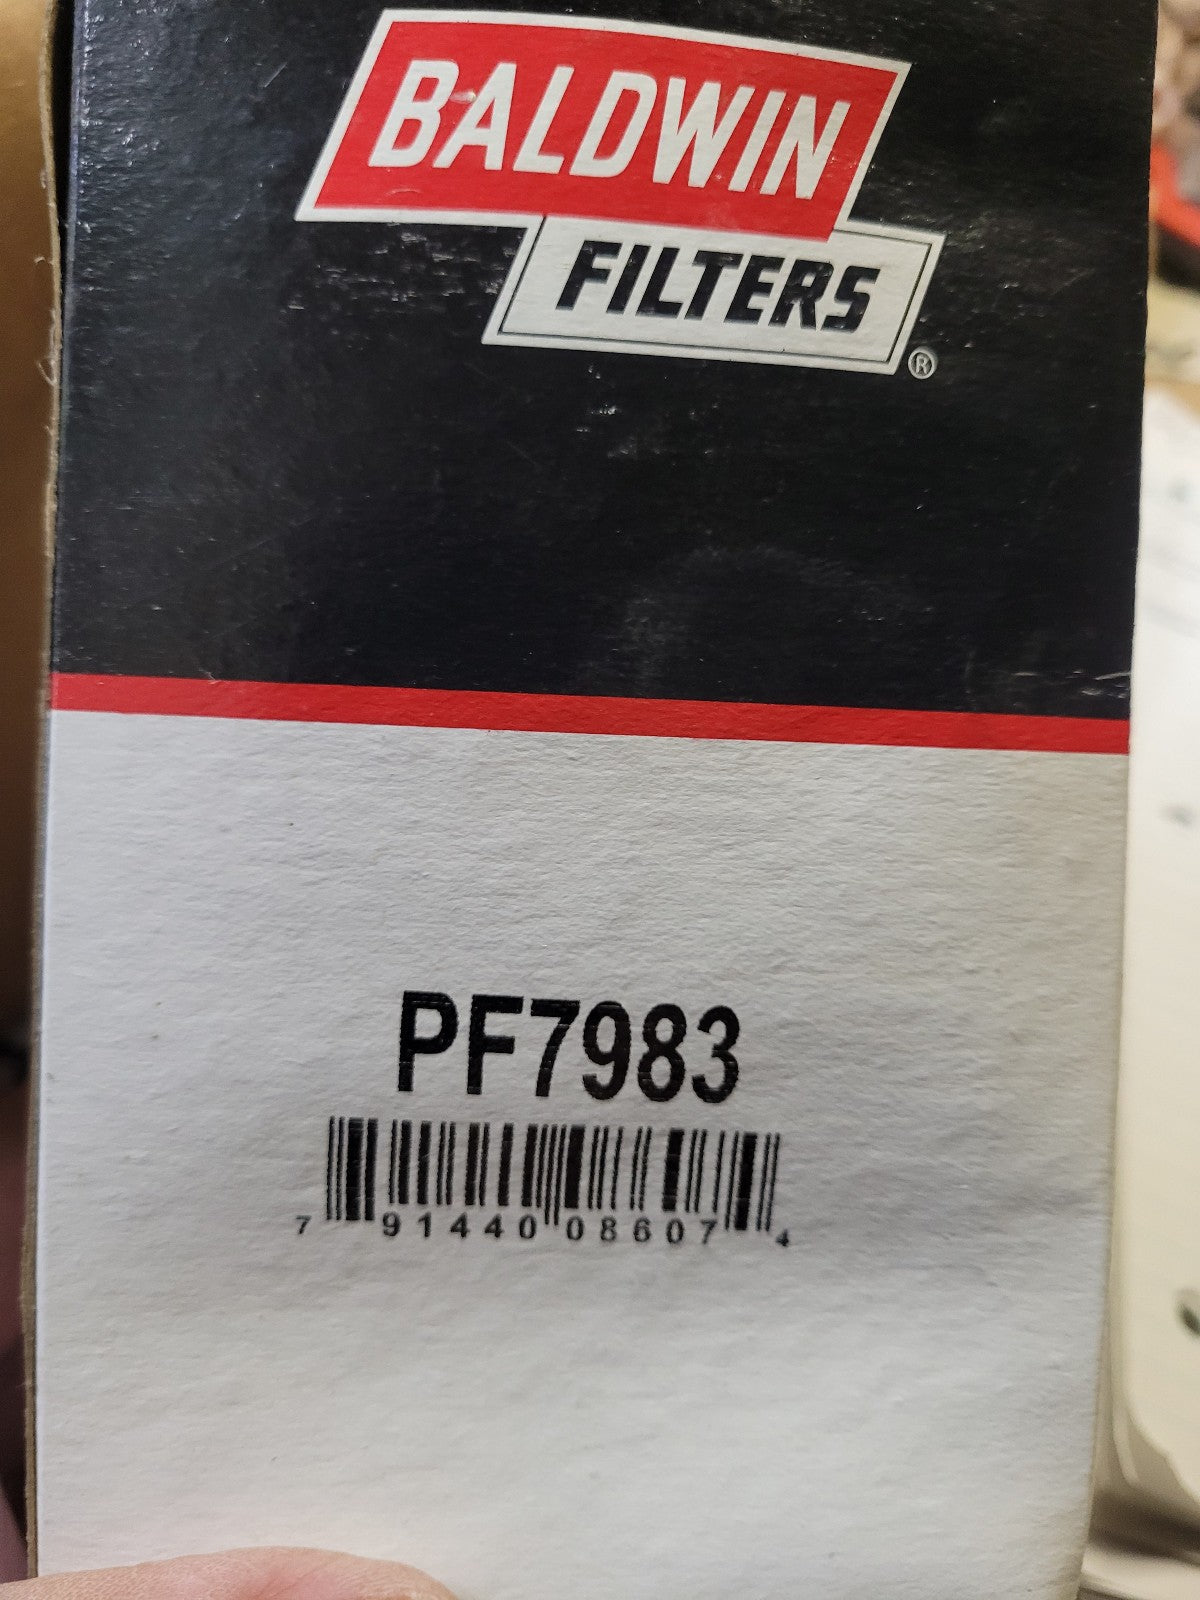 BALDWIN
FILTERS
®
PF7983
7 91440 08607 4